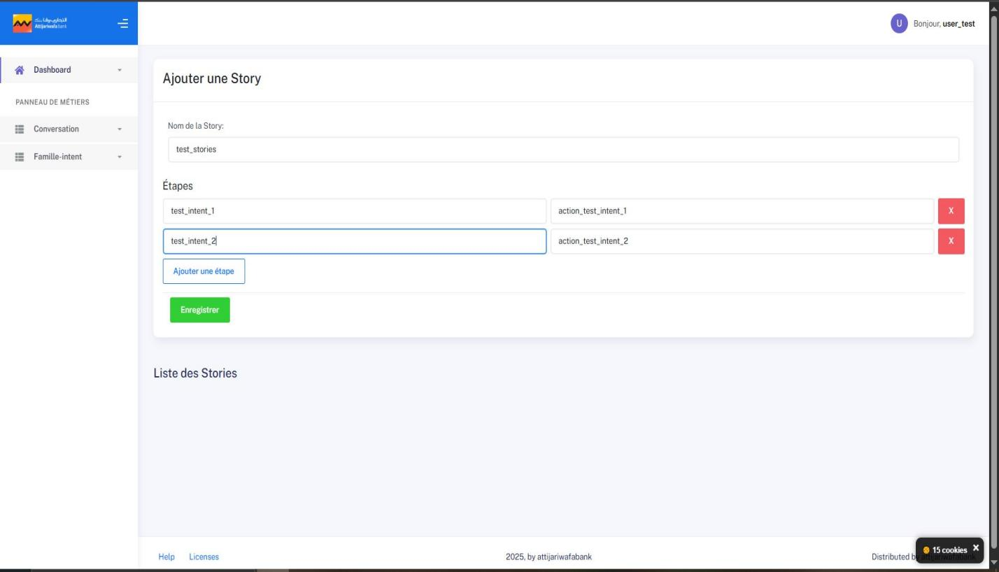 التجاري وفا بنك
Attijariwafa bank
U
Bonjour, user_test
Dashboard
PANNEAU DE MÉTIERS
Conversation
Famille-intent
Ajouter une Story
Nom de la Story:
test_stories
Étapes
test_intent_1
action_test_intent_1
X
test_intent_2
action_test_intent_2
X
Ajouter une étape
Enregistrer
Liste des Stories
Help
Licenses
2025, by attijariwafabank
Distributed by attijariwafabank
15 cookies
×